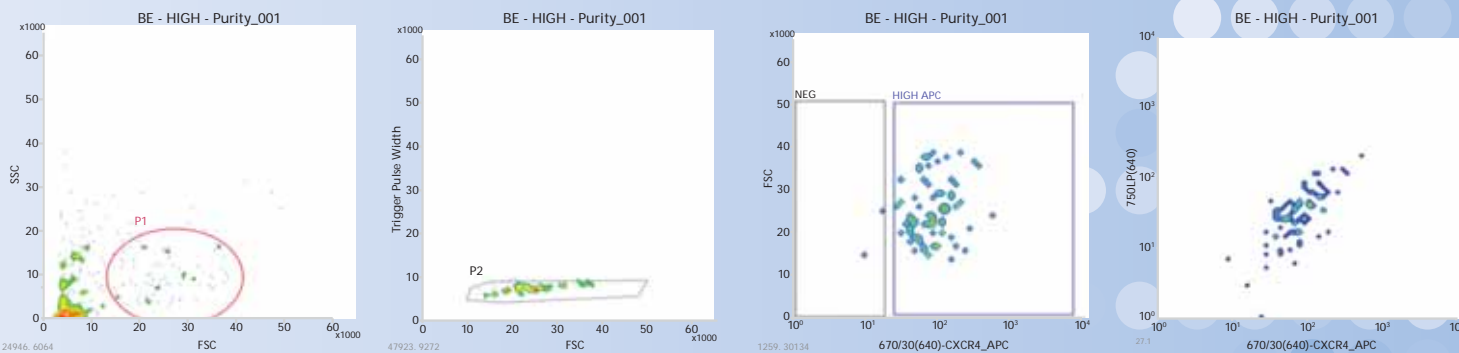 BE - HIGH - Purity_001
x1000
60
50
40
30
20
10
0
SSC
P1
0 10 20 30 40 50 60
x1000
FSC
24946. 6064
BE - HIGH - Purity_001
x1000
60
50
40
30
20
10
0
Trigger Pulse Width
P2
0 10 20 30 40 50 60
x1000
FSC
47923. 9272
BE - HIGH - Purity_001
x1000
60
50
40
30
20
10
0
FSC
NEG
HIGH APC
10⁰ 10¹ 10² 10³ 10⁴
670/30(640)-CXCR4_APC
1259. 30134
BE - HIGH - Purity_001
10⁴
10³
10²
10¹
10⁰
750LP(640)
10⁰ 10¹ 10² 10³ 10
670/30(640)-CXCR4_APC
27.1